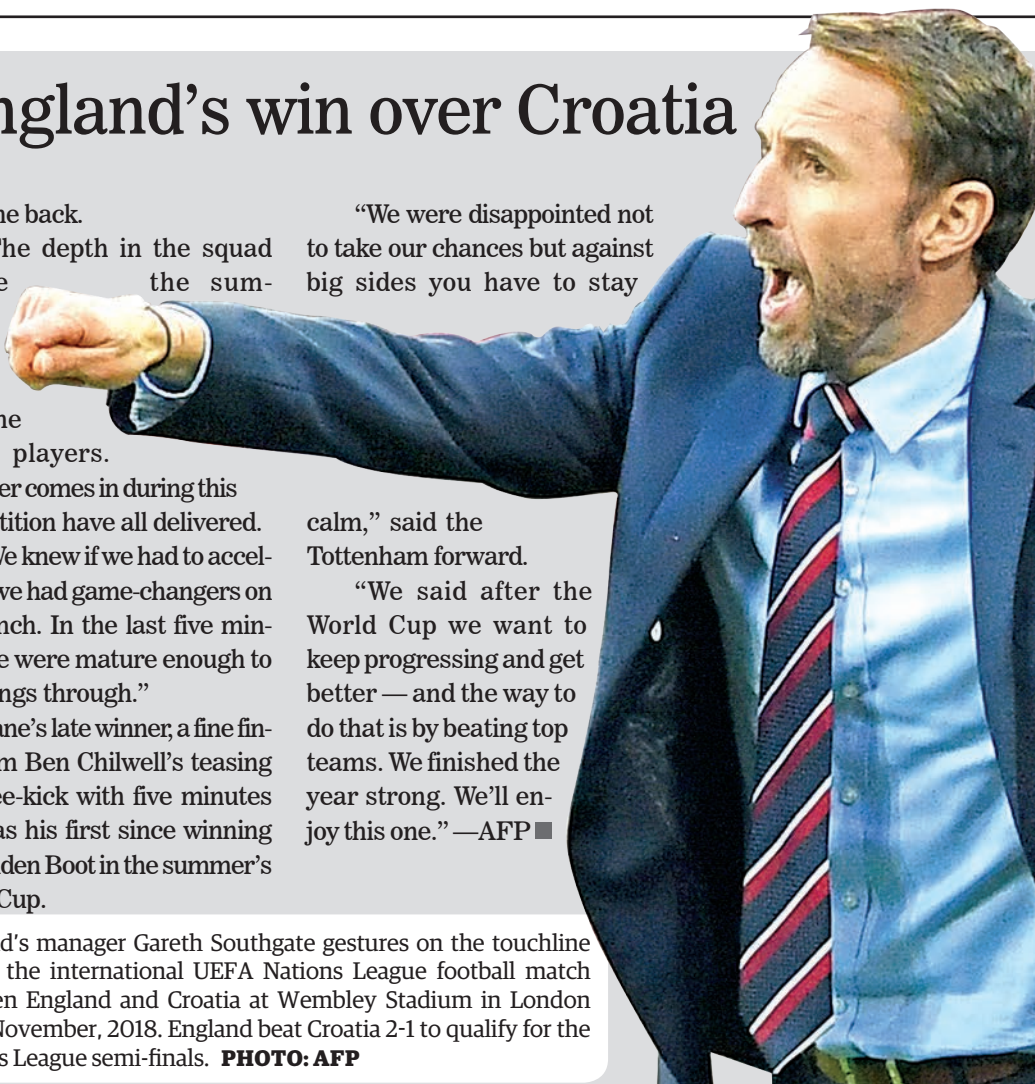 ngland’s win over Croatia
ne back.
The depth in the squad
e the sum-
ne
players.
er comes in during this
tition have all delivered.
We knew if we had to accel-
we had game-changers on
nch. In the last five min-
e were mature enough to
ngs through.”
ane’s late winner, a fine fin-
m Ben Chilwell’s teasing
ee-kick with five minutes
as his first since winning
lden Boot in the summer’s
Cup.
“We were disappointed not
to take our chances but against
big sides you have to stay
calm,” said the
Tottenham forward.
“We said after the
World Cup we want to
keep progressing and get
better — and the way to
do that is by beating top
teams. We finished the
year strong. We’ll en-
joy this one.” —AFP ■
d’s manager Gareth Southgate gestures on the touchline
the international UEFA Nations League football match
en England and Croatia at Wembley Stadium in London
November, 2018. England beat Croatia 2-1 to qualify for the
s League semi-finals. PHOTO: AFP